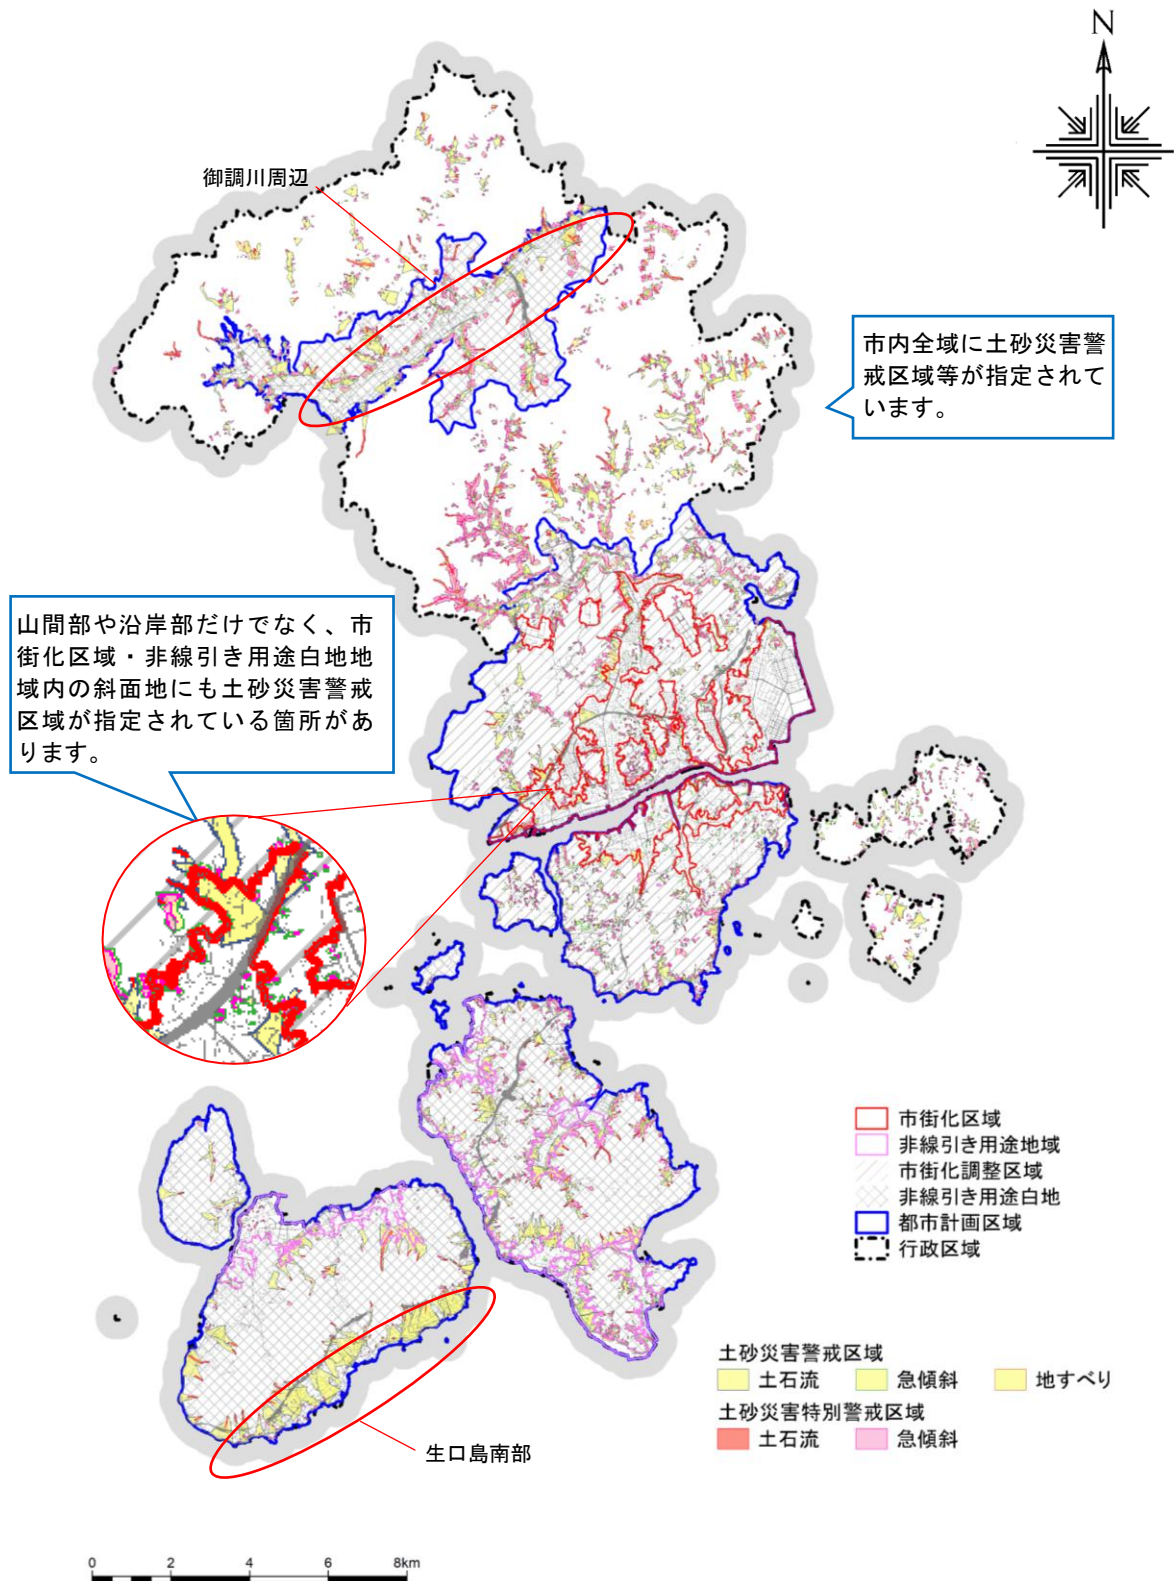 N
御調川周辺
市内全域に土砂災害警
戒区域等が指定されて
います。
山間部や沿岸部だけでなく、市
街化区域・非線引き用途白地地
域内の斜面地にも土砂災害警戒
区域が指定されている箇所があ
ります。
市街化区域
非線引き用途地域
市街化調整区域
非線引き用途白地
都市計画区域
行政区域
土砂災害警戒区域
土石流 急傾斜 地すべり
土砂災害特別警戒区域
土石流 急傾斜
生口島南部
0 2 4 6 8km